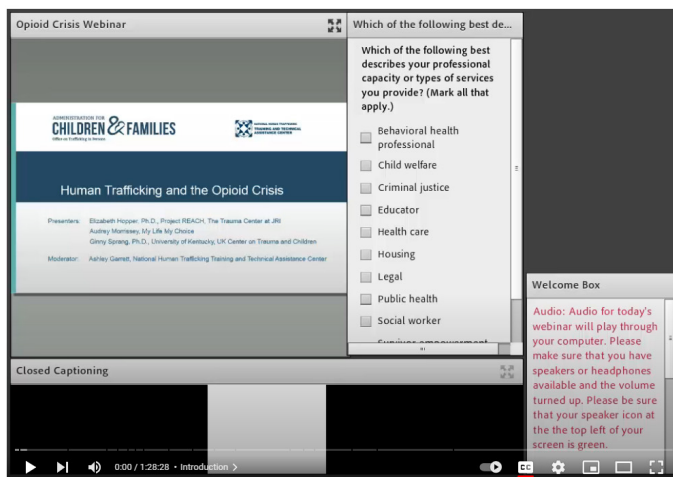 Opioid Crisis Webinar
ADMINISTRATION FOR
CHILDREN & FAMILIES
Office on Trafficking in Persons
NATIONAL HUMAN TRAFFICKING
TRAINING AND TECHNICAL
ASSISTANCE CENTER
Human Trafficking and the Opioid Crisis
Presenters: Elizabeth Hopper, Ph.D., Project REACH, The Trauma Center at JRI
Audrey Morrissey, My Life My Choice
Ginny Sprang, Ph.D., University of Kentucky, UK Center on Trauma and Children
Moderator: Ashley Garrett, National Human Trafficking Training and Technical Assistance Center
Which of the following best de...
Which of the following best
describes your professional
capacity or types of services
you provide? (Mark all that
apply.)
Behavioral health
professional
Child welfare
Criminal justice
Educator
Health care
Housing
Legal
Public health
Social worker
Survivor empowerment
Welcome Box
Audio: Audio for today's
webinar will play through
your computer. Please
make sure that you have
speakers or headphones
available and the volume
turned up. Please be sure
that your speaker icon at
the the top left of your
screen is green.
Closed Captioning
0:00 / 1:28:28 • Introduction >
CC